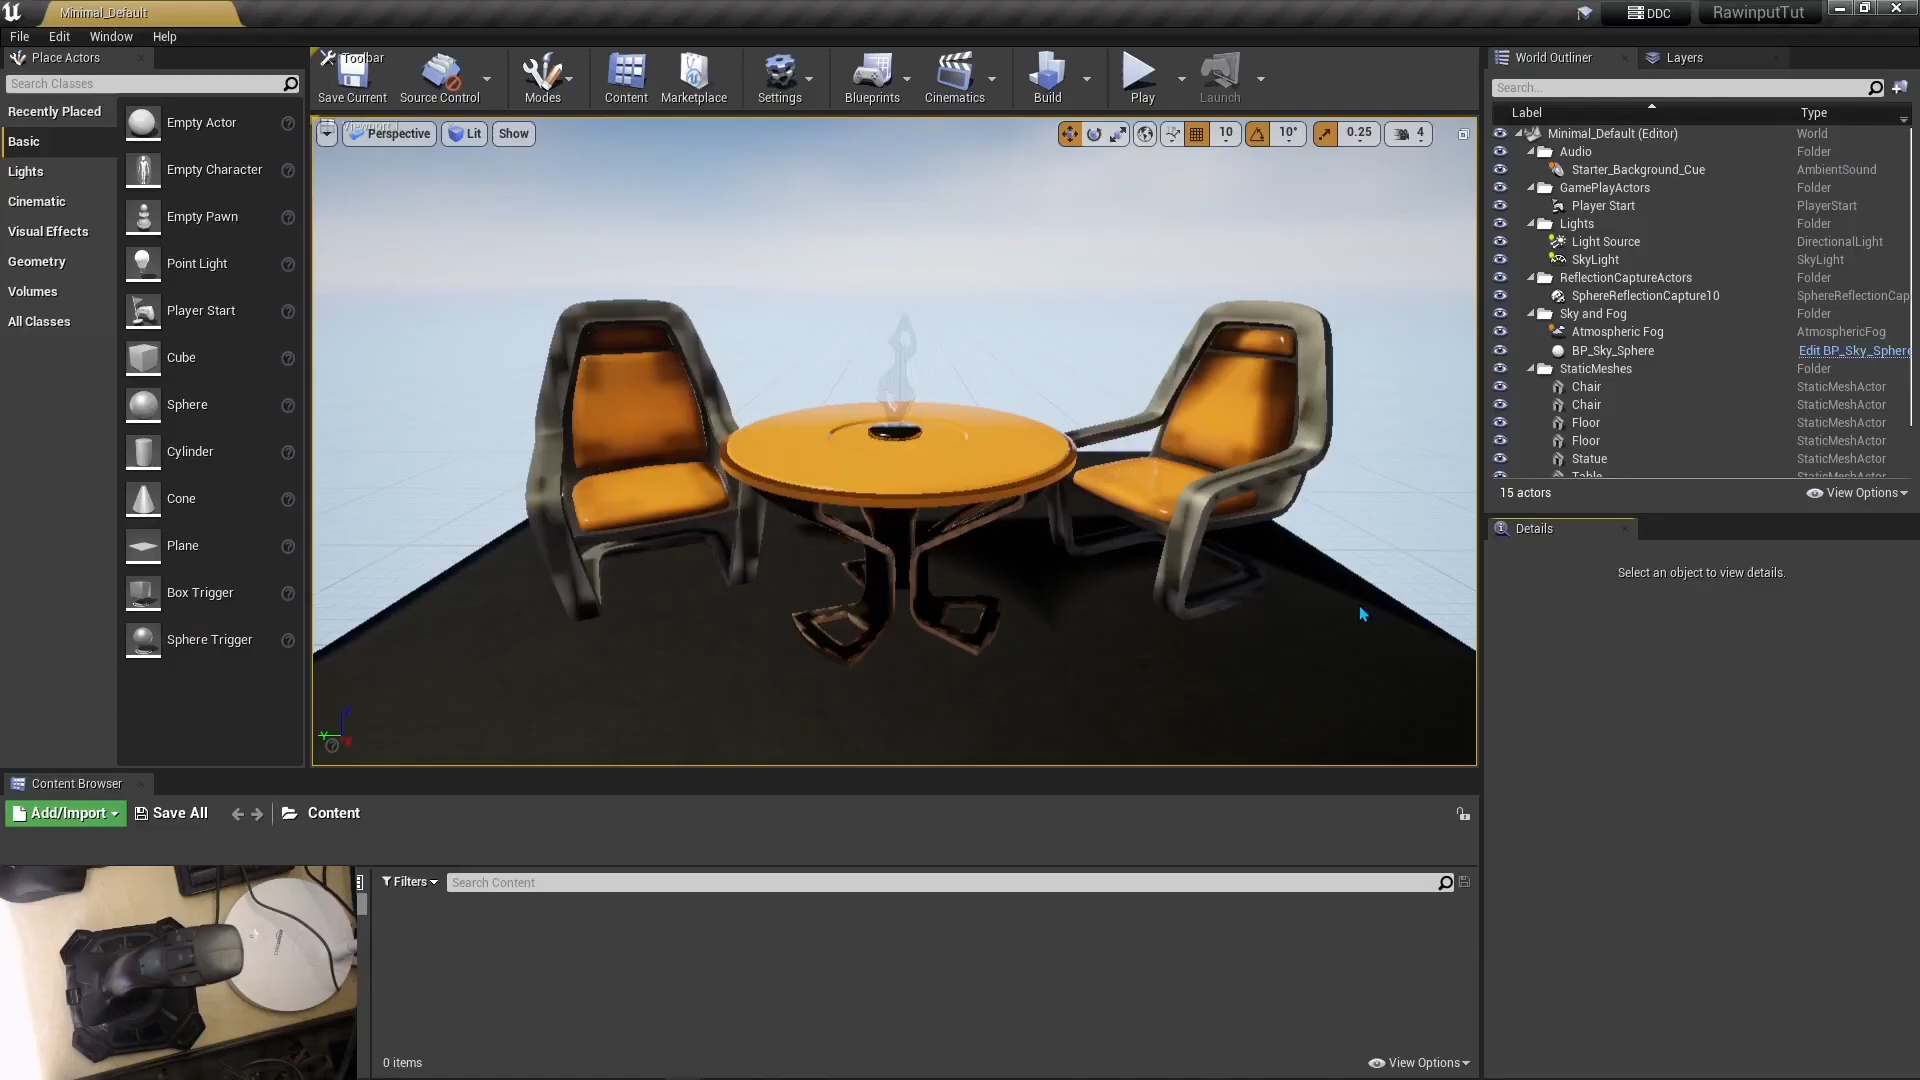 Minimal_Default
DDC
RawinputTut
File Edit Window Help
Place Actors
Search Classes
Recently Placed
Basic
Lights
Cinematic
Visual Effects
Geometry
Volumes
All Classes
Empty Actor
Empty Character
Empty Pawn
Point Light
Player Start
Cube
Sphere
Cylinder
Cone
Plane
Box Trigger
Sphere Trigger
Toolbar
Save Current
Source Control
Modes
Content
Marketplace
Settings
Blueprints
Cinematics
Build
Play
Launch
Perspective
Lit
Show
10
10°
0.25
4
World Outliner
Layers
Search...
Label Type
Minimal_Default (Editor) World
Audio Folder
Starter_Background_Cue AmbientSound
GamePlayActors Folder
Player Start PlayerStart
Lights Folder
Light Source DirectionalLight
SkyLight SkyLight
ReflectionCaptureActors Folder
SphereReflectionCapture10 SphereReflectionCap
Sky and Fog Folder
Atmospheric Fog AtmosphericFog
BP_Sky_Sphere Edit BP_Sky_Sphere
StaticMeshes Folder
Chair StaticMeshActor
Chair StaticMeshActor
Floor StaticMeshActor
Floor StaticMeshActor
Statue StaticMeshActor
Table StaticMeshActor
15 actors
View Options
Details
Select an object to view details.
Content Browser
Add/Import
Save All
Content
Filters
Search Content
0 items
View Options